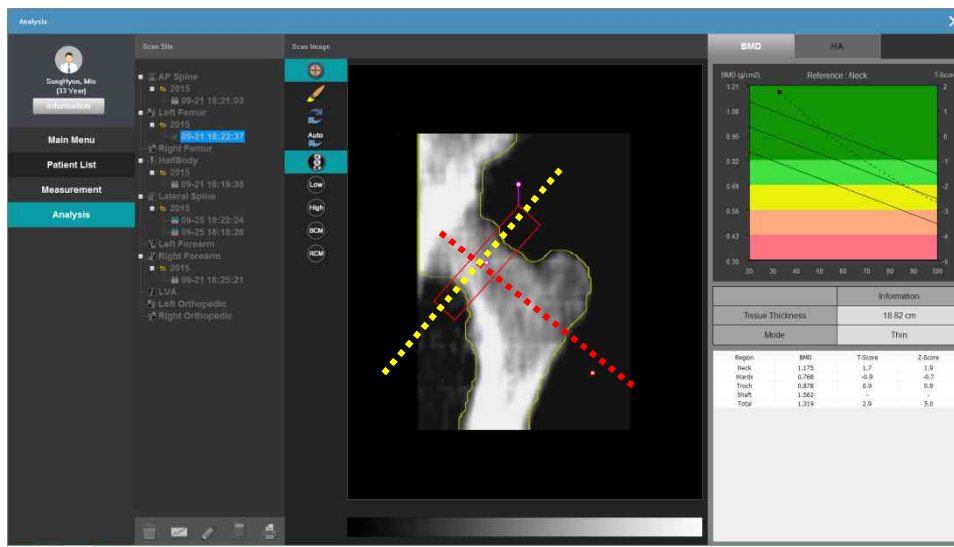 Analysis
SungHyun, Min
(33 Year)
Information
Main Menu
Patient List
Measurement
Analysis
Scan Site
AP Spine
2015
09-21 18:21:03
Left Femur
2015
09-21 18:22:37
Right Femur
HalfBody
2015
09-21 18:19:38
Lateral Spine
2015
09-25 19:22:24
09-25 18:18:28
Left Forearm
Right Forearm
2015
09-21 18:25:21
LVA
Left Orthopedic
Right Orthopedic
Scan Image
Auto
Low
High
BCM
RCM
BMD
HA
BMD (g/cm2) Reference : Neck T-Score
1.21 2
1.08 1
0.95 0
0.82 -1
0.69 -2
0.56 -3
0.43 -4
0.30 -5
20 30 40 50 60 70 80 90 100
Information
Tissue Thickness 18.82 cm
Mode Thin
Region BMD T-Score Z-Score
Neck 1.175 1.7 1.9
Wards 0.768 -0.9 -0.7
Troch 0.878 0.9 0.9
Shaft 1.562 - -
Total 1.319 2.9 5.0